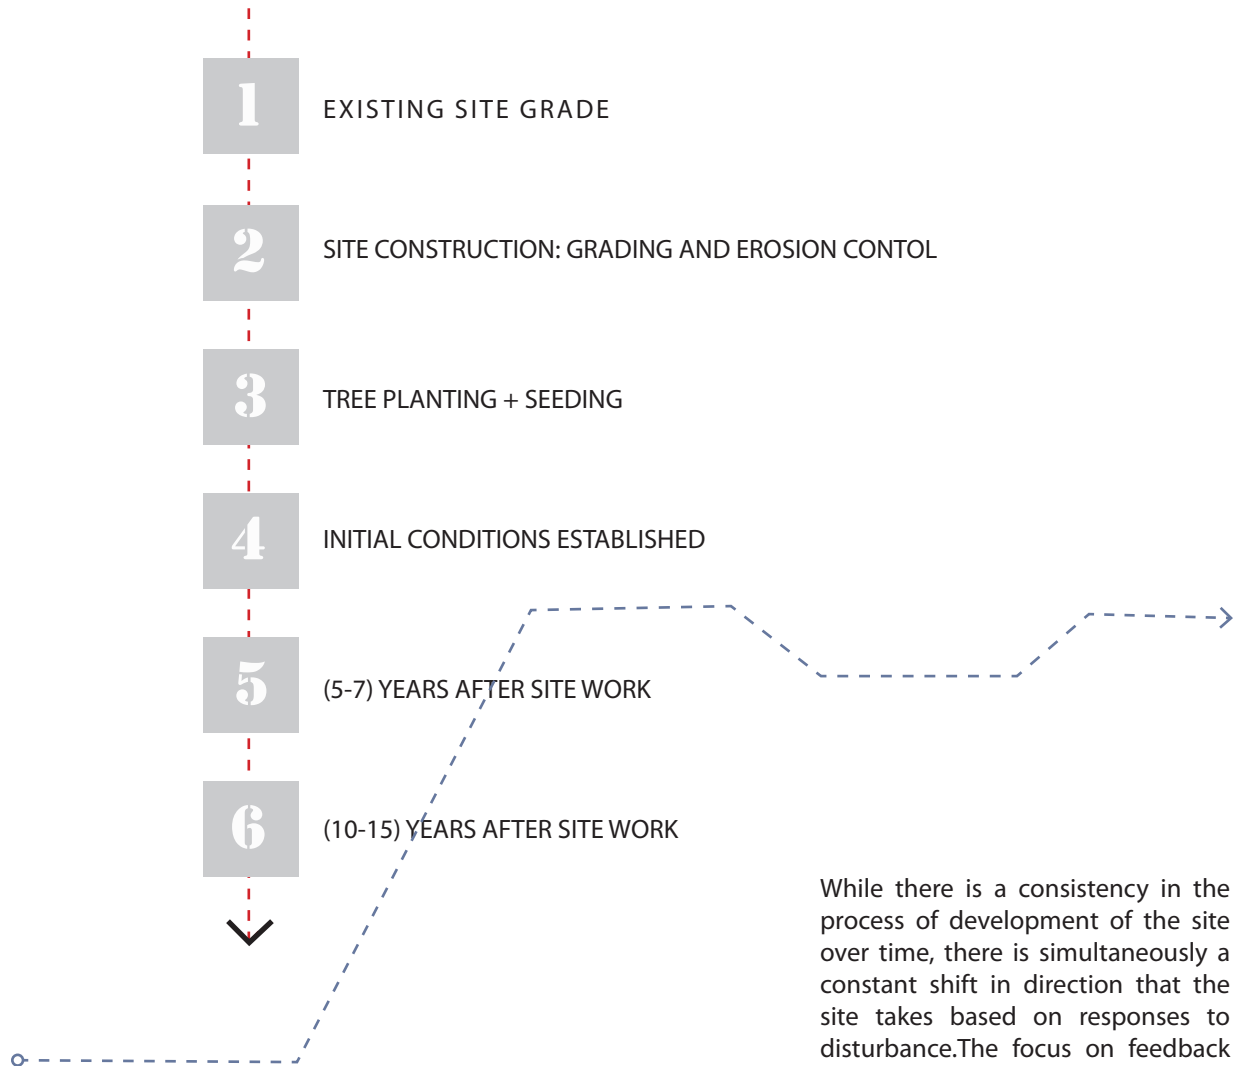 1
EXISTING SITE GRADE
2
SITE CONSTRUCTION: GRADING AND EROSION CONTOL
3
TREE PLANTING + SEEDING
4
INITIAL CONDITIONS ESTABLISHED
5
(5-7) YEARS AFTER SITE WORK
6
(10-15) YEARS AFTER SITE WORK
While there is a consistency in the
process of development of the site
over time, there is simultaneously a
constant shift in direction that the
site takes based on responses to
disturbance.The focus on feedback